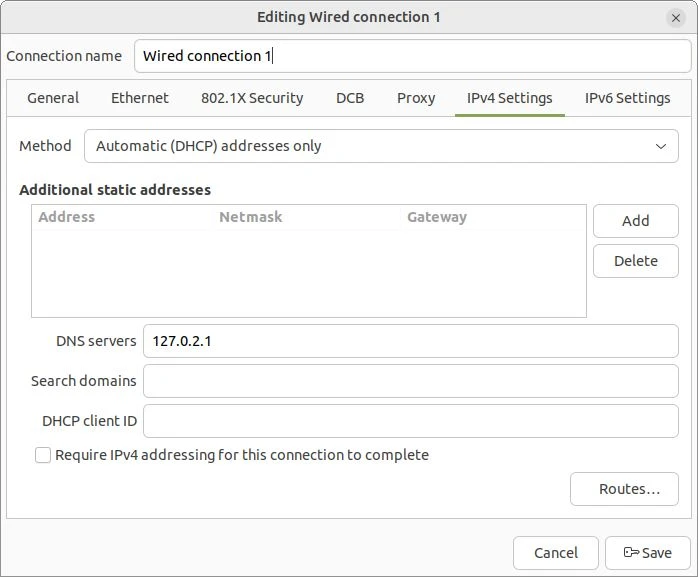 Editing Wired connection 1
Connection name Wired connection 1
General Ethernet 802.1X Security DCB Proxy IPv4 Settings IPv6 Settings
Method Automatic (DHCP) addresses only
Additional static addresses
Address Netmask Gateway
Add
Delete
DNS servers 127.0.2.1
Search domains
DHCP client ID
Require IPv4 addressing for this connection to complete
Routes…
Cancel Save